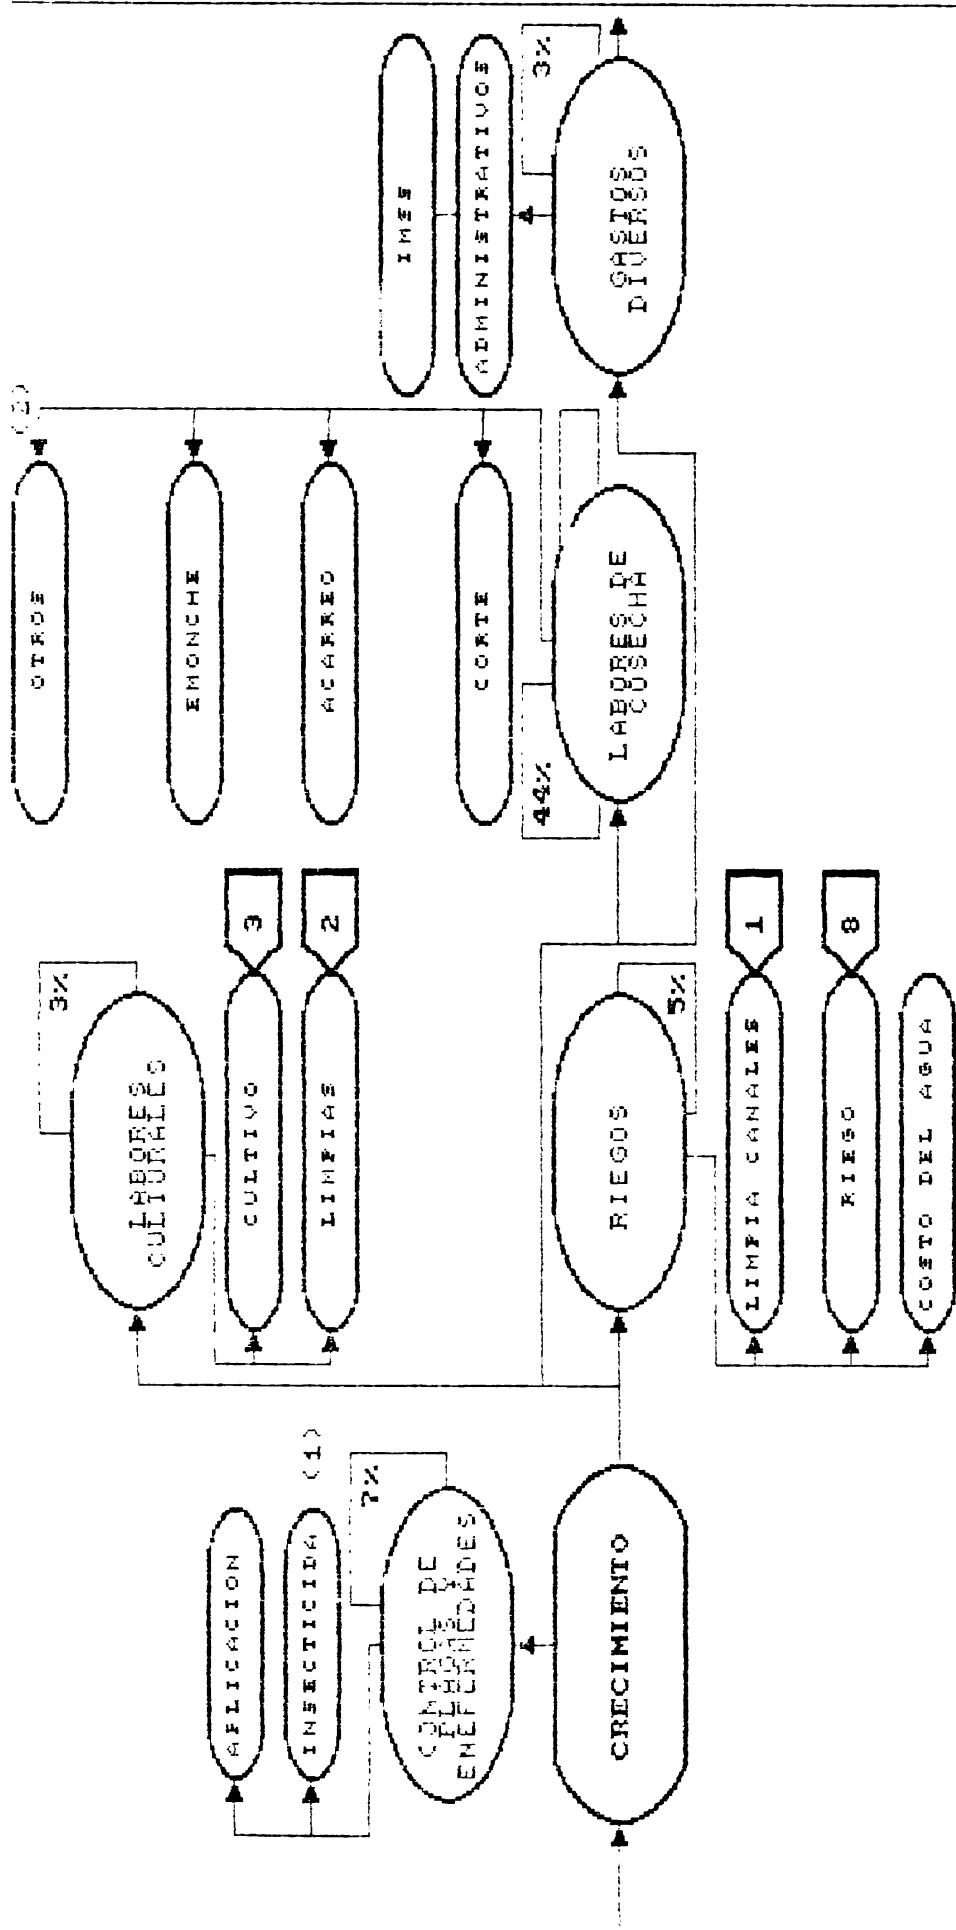 (2)
OTROS
3%
LABORES
CULTURALES
EMONCHE
APLICACION
CULTIVO 3
INSECTICIDA (1)
LIMPIAS 2
ACARREO
7%
IMSS
CONTROL DE
PLAGAS Y
ENEFERMEDADES
CORTE
ADMINISTRATIVOS
44%
3%
CRECIMIENTO
RIEGOS
LABORES DE
COSECHA
GASTOS
DIVERSOS
5%
LIMPIA CANALES 1
RIEGO 8
COSTO DEL AGUA